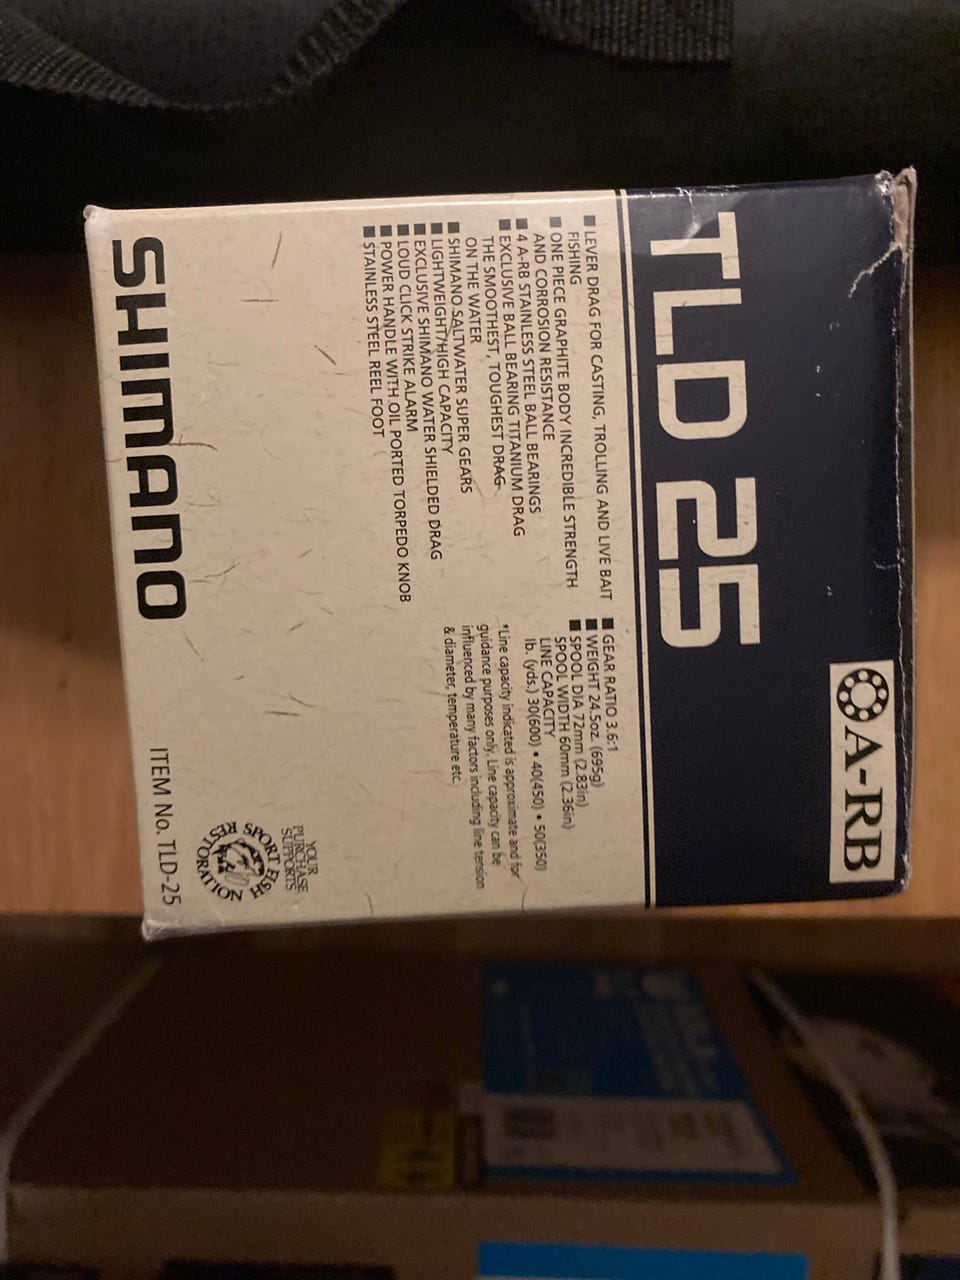 TLD 25
A-RB
■ LEVER DRAG FOR CASTING, TROLLING AND LIVE BAIT
FISHING
■ ONE PIECE GRAPHITE BODY INCREDIBLE STRENGTH
AND CORROSION RESISTANCE
■ 4 A-RB STAINLESS STEEL BALL BEARINGS
■ EXCLUSIVE BALL BEARING TITANIUM DRAG
THE SMOOTHEST, TOUGHEST DRAG
ON THE WATER
■ SHIMANO SALTWATER SUPER GEARS
■ LIGHTWEIGHT/HIGH CAPACITY
■ EXCLUSIVE SHIMANO WATER SHIELDED DRAG
■ LOUD CLICK STRIKE ALARM
■ POWER HANDLE WITH OIL PORTED TORPEDO KNOB
■ STAINLESS STEEL REEL FOOT
■ GEAR RATIO 3.6:1
■ WEIGHT 24.5oz. (695g)
■ SPOOL DIA 72mm (2.83in)
SPOOL WIDTH 60mm (2.36in)
LINE CAPACITY
lb. (yds.) 30(600) • 40(450) • 50(350)
*Line capacity indicated is approximate and for
guidance purposes only. Line capacity can be
influenced by many factors including line tension
& diameter, temperature etc.
YOUR
PURCHASE
SUPPORTS
SPORT FISH
RESTORATION
SHIMANO
ITEM No. TLD-25